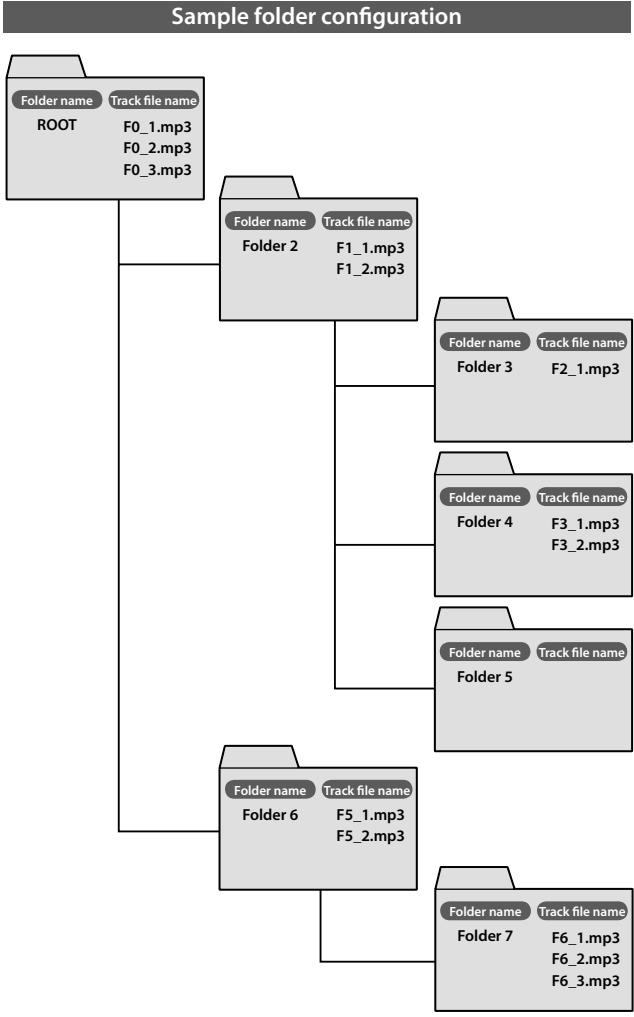 Sample folder configuration
Folder name Track file name
ROOT F0_1.mp3
F0_2.mp3
F0_3.mp3
Folder name Track file name
Folder 2 F1_1.mp3
F1_2.mp3
Folder name Track file name
Folder 3 F2_1.mp3
Folder name Track file name
Folder 4 F3_1.mp3
F3_2.mp3
Folder name Track file name
Folder 5
Folder name Track file name
Folder 6 F5_1.mp3
F5_2.mp3
Folder name Track file name
Folder 7 F6_1.mp3
F6_2.mp3
F6_3.mp3